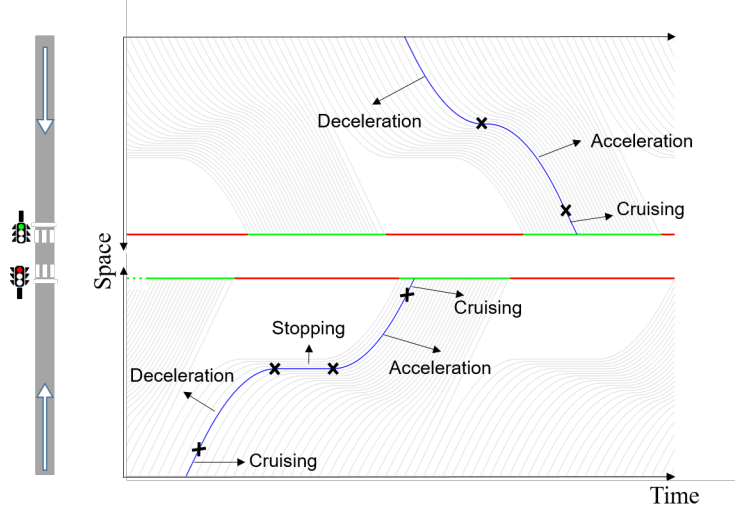 Deceleration
Acceleration
Cruising
Space
Cruising
Stopping
Acceleration
Deceleration
Cruising
Time